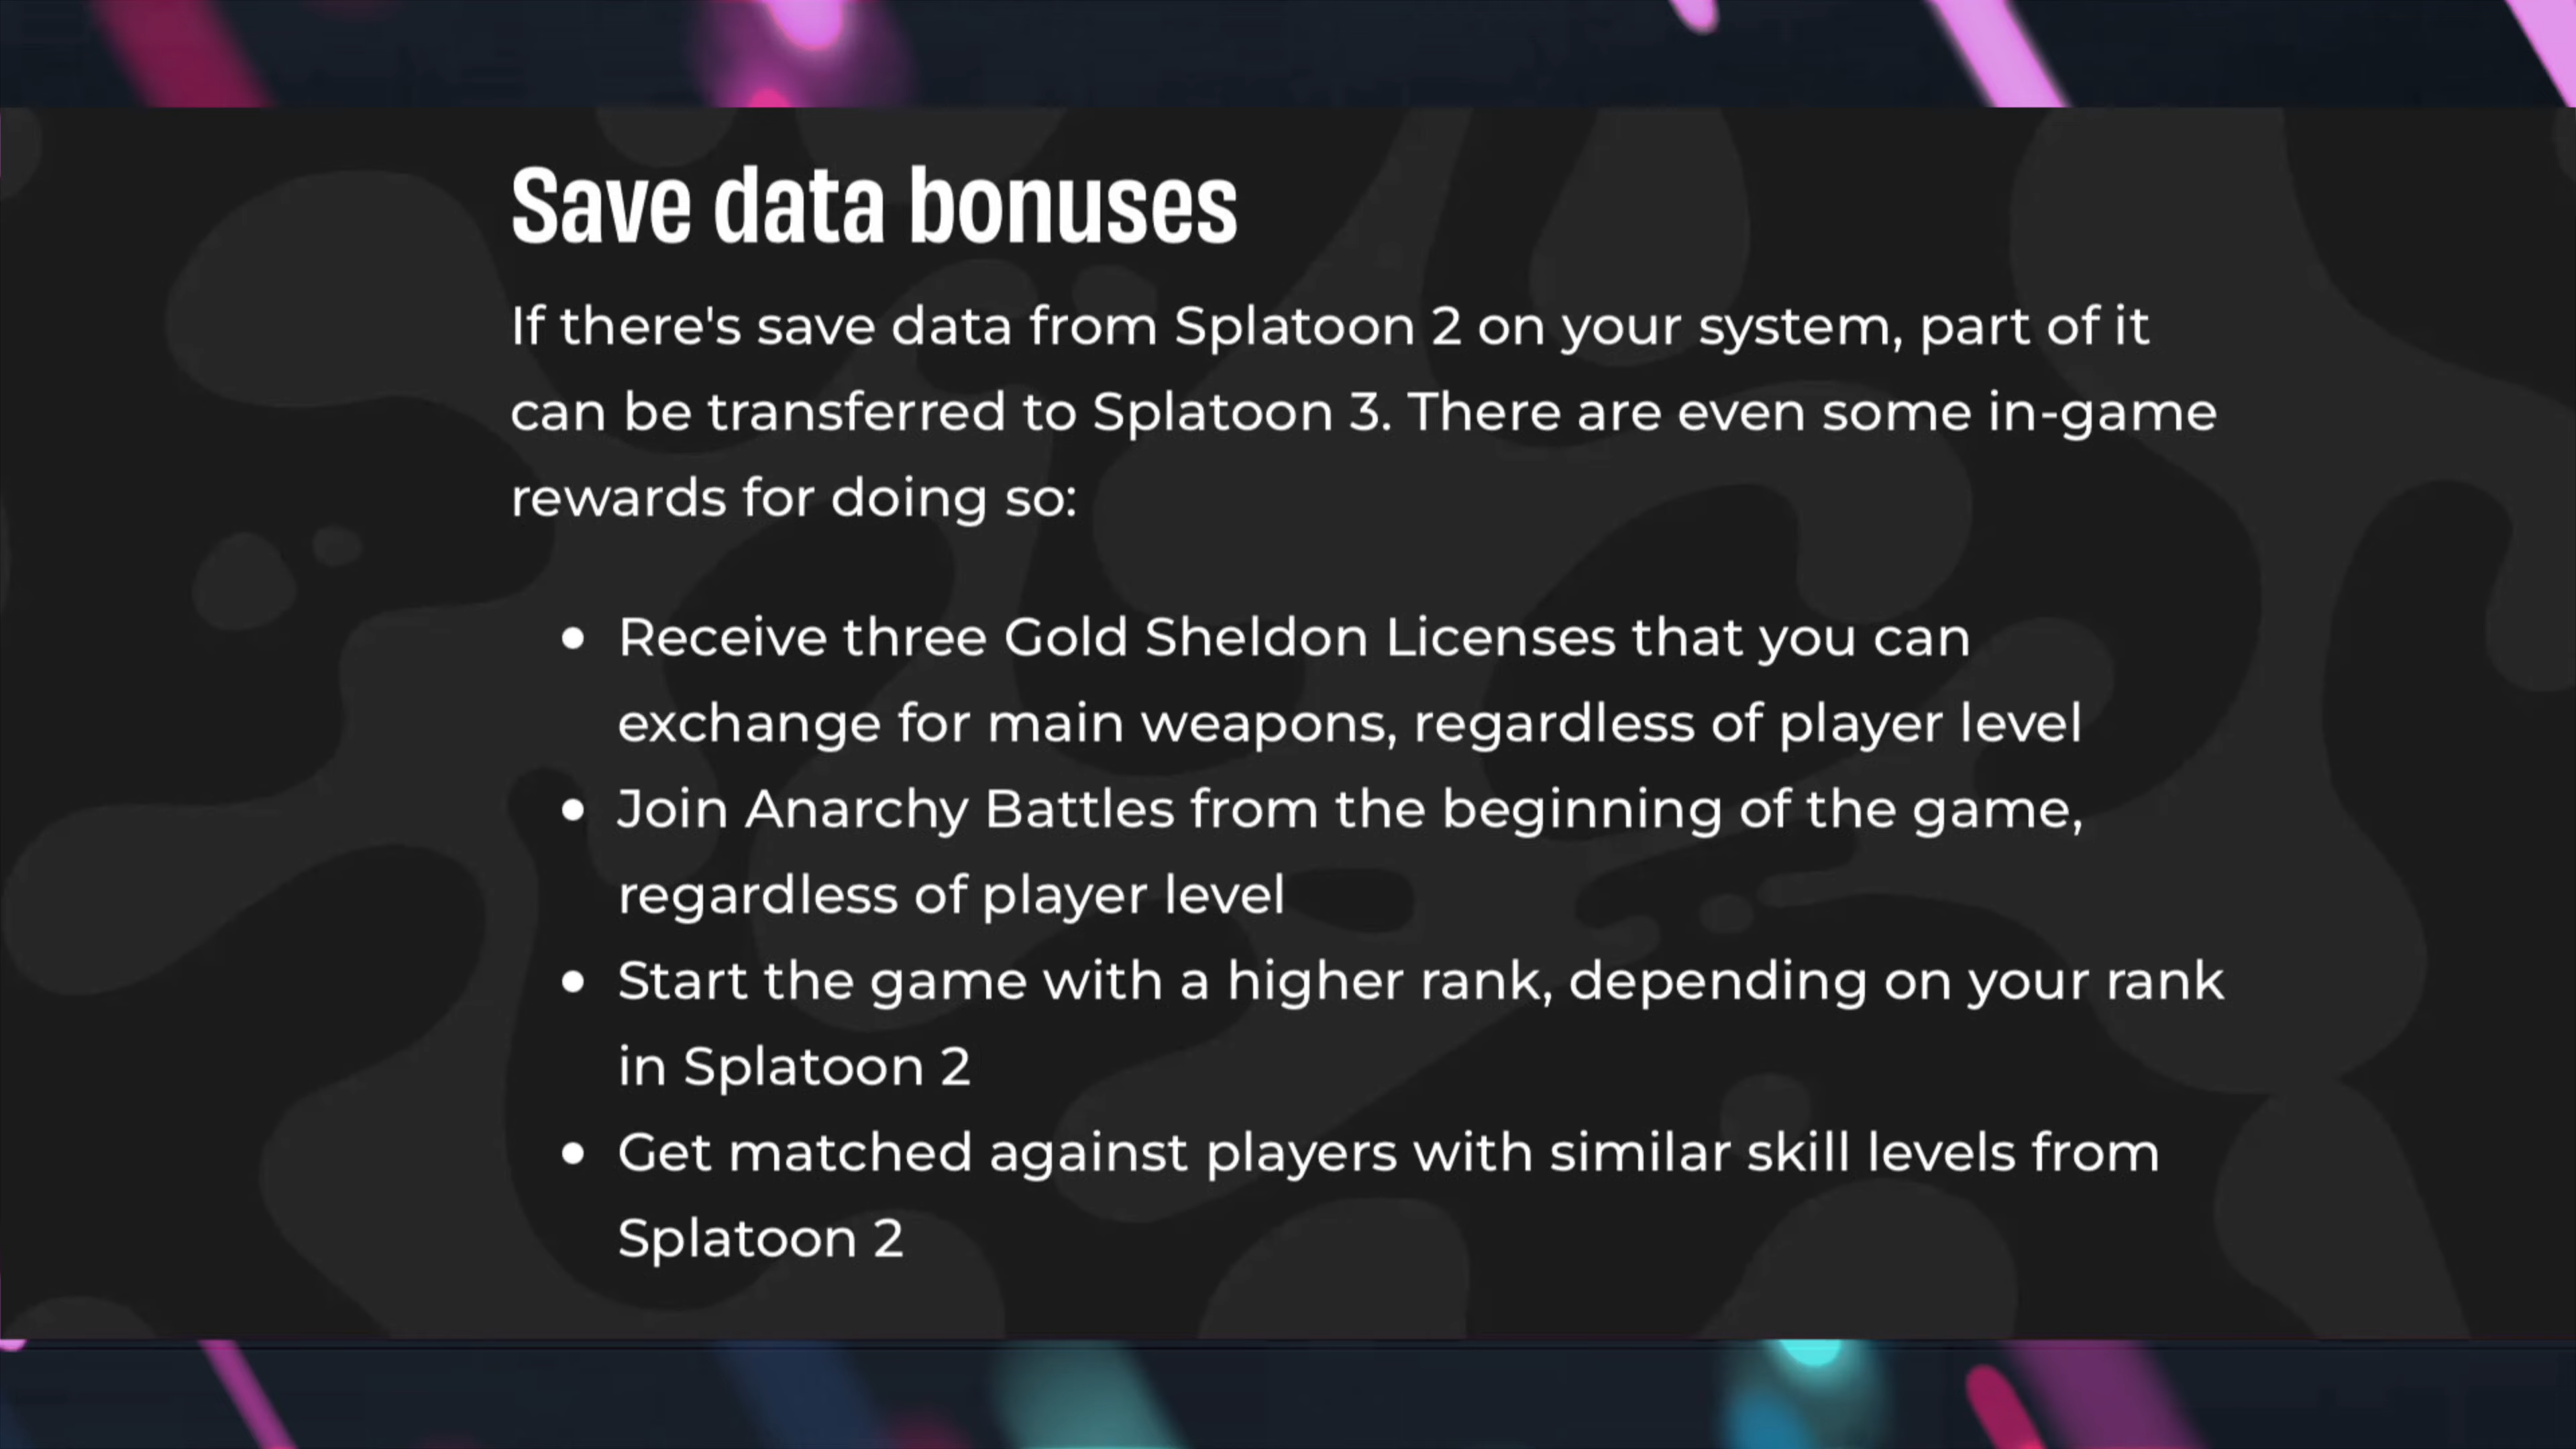 Save data bonuses
If there's save data from Splatoon 2 on your system, part of it
can be transferred to Splatoon 3. There are even some in-game
rewards for doing so:
• Receive three Gold Sheldon Licenses that you can
exchange for main weapons, regardless of player level
• Join Anarchy Battles from the beginning of the game,
regardless of player level
• Start the game with a higher rank, depending on your rank
in Splatoon 2
• Get matched against players with similar skill levels from
Splatoon 2